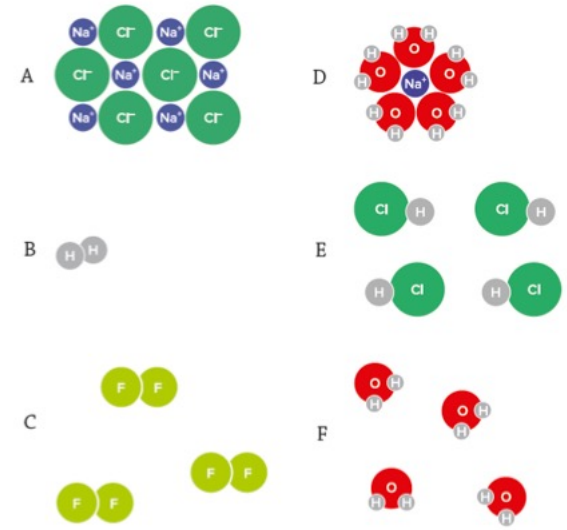 A
Na⁺ Cl⁻ Na⁺ Cl⁻
Cl⁻ Na⁺ Cl⁻ Na⁺
Na⁺ Cl⁻ Na⁺ Cl⁻
B
H H
C
F F
F F
F F
D
H H
O
H H
O O
H H
Na⁺
O O
H H
H H
E
Cl H
Cl H
H Cl
H Cl
F
O H
H
O H
H
O
H H
O
H
H